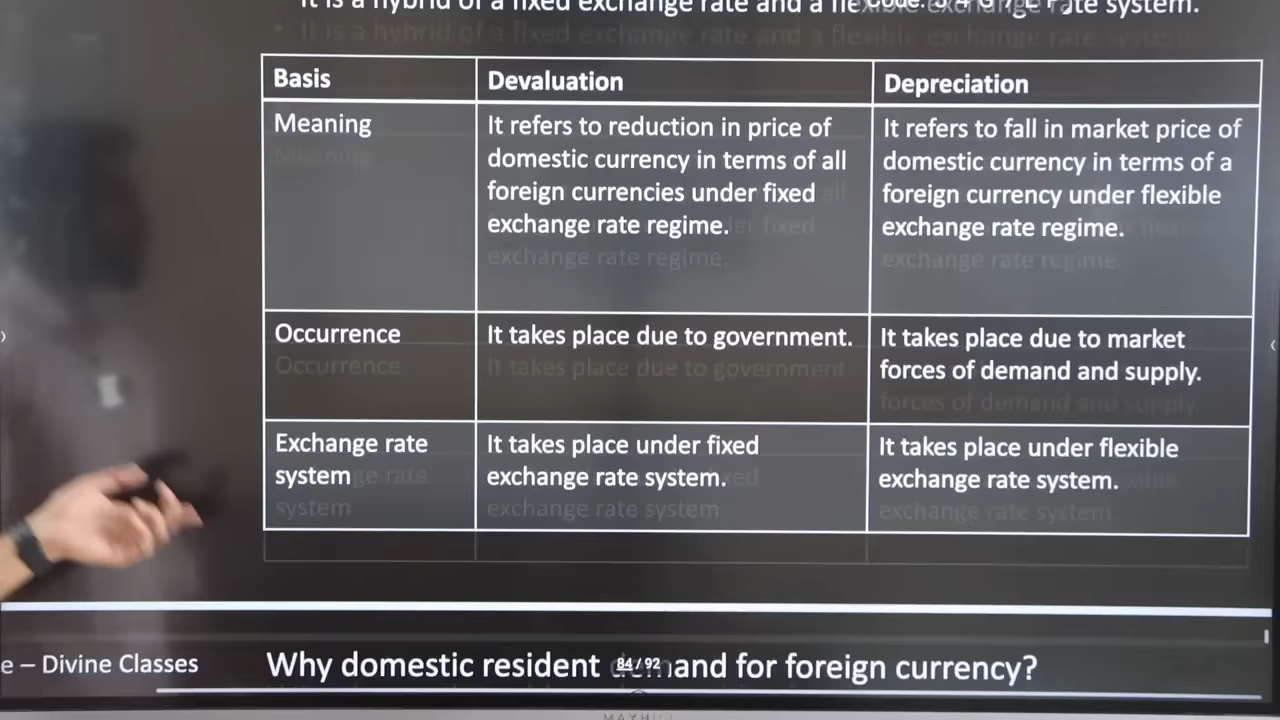 It is a hybrid of a fixed exchange rate and a flexible exchange rate system.
Basis
Devaluation
Depreciation
Meaning
It refers to reduction in price of
domestic currency in terms of all
foreign currencies under fixed
exchange rate regime.
It refers to fall in market price of
domestic currency in terms of a
foreign currency under flexible
exchange rate regime.
Occurrence
It takes place due to government.
It takes place due to market
forces of demand and supply.
Exchange rate
system
It takes place under fixed
exchange rate system.
It takes place under flexible
exchange rate system.
e – Divine Classes
Why domestic resident demand for foreign currency?
84 / 92